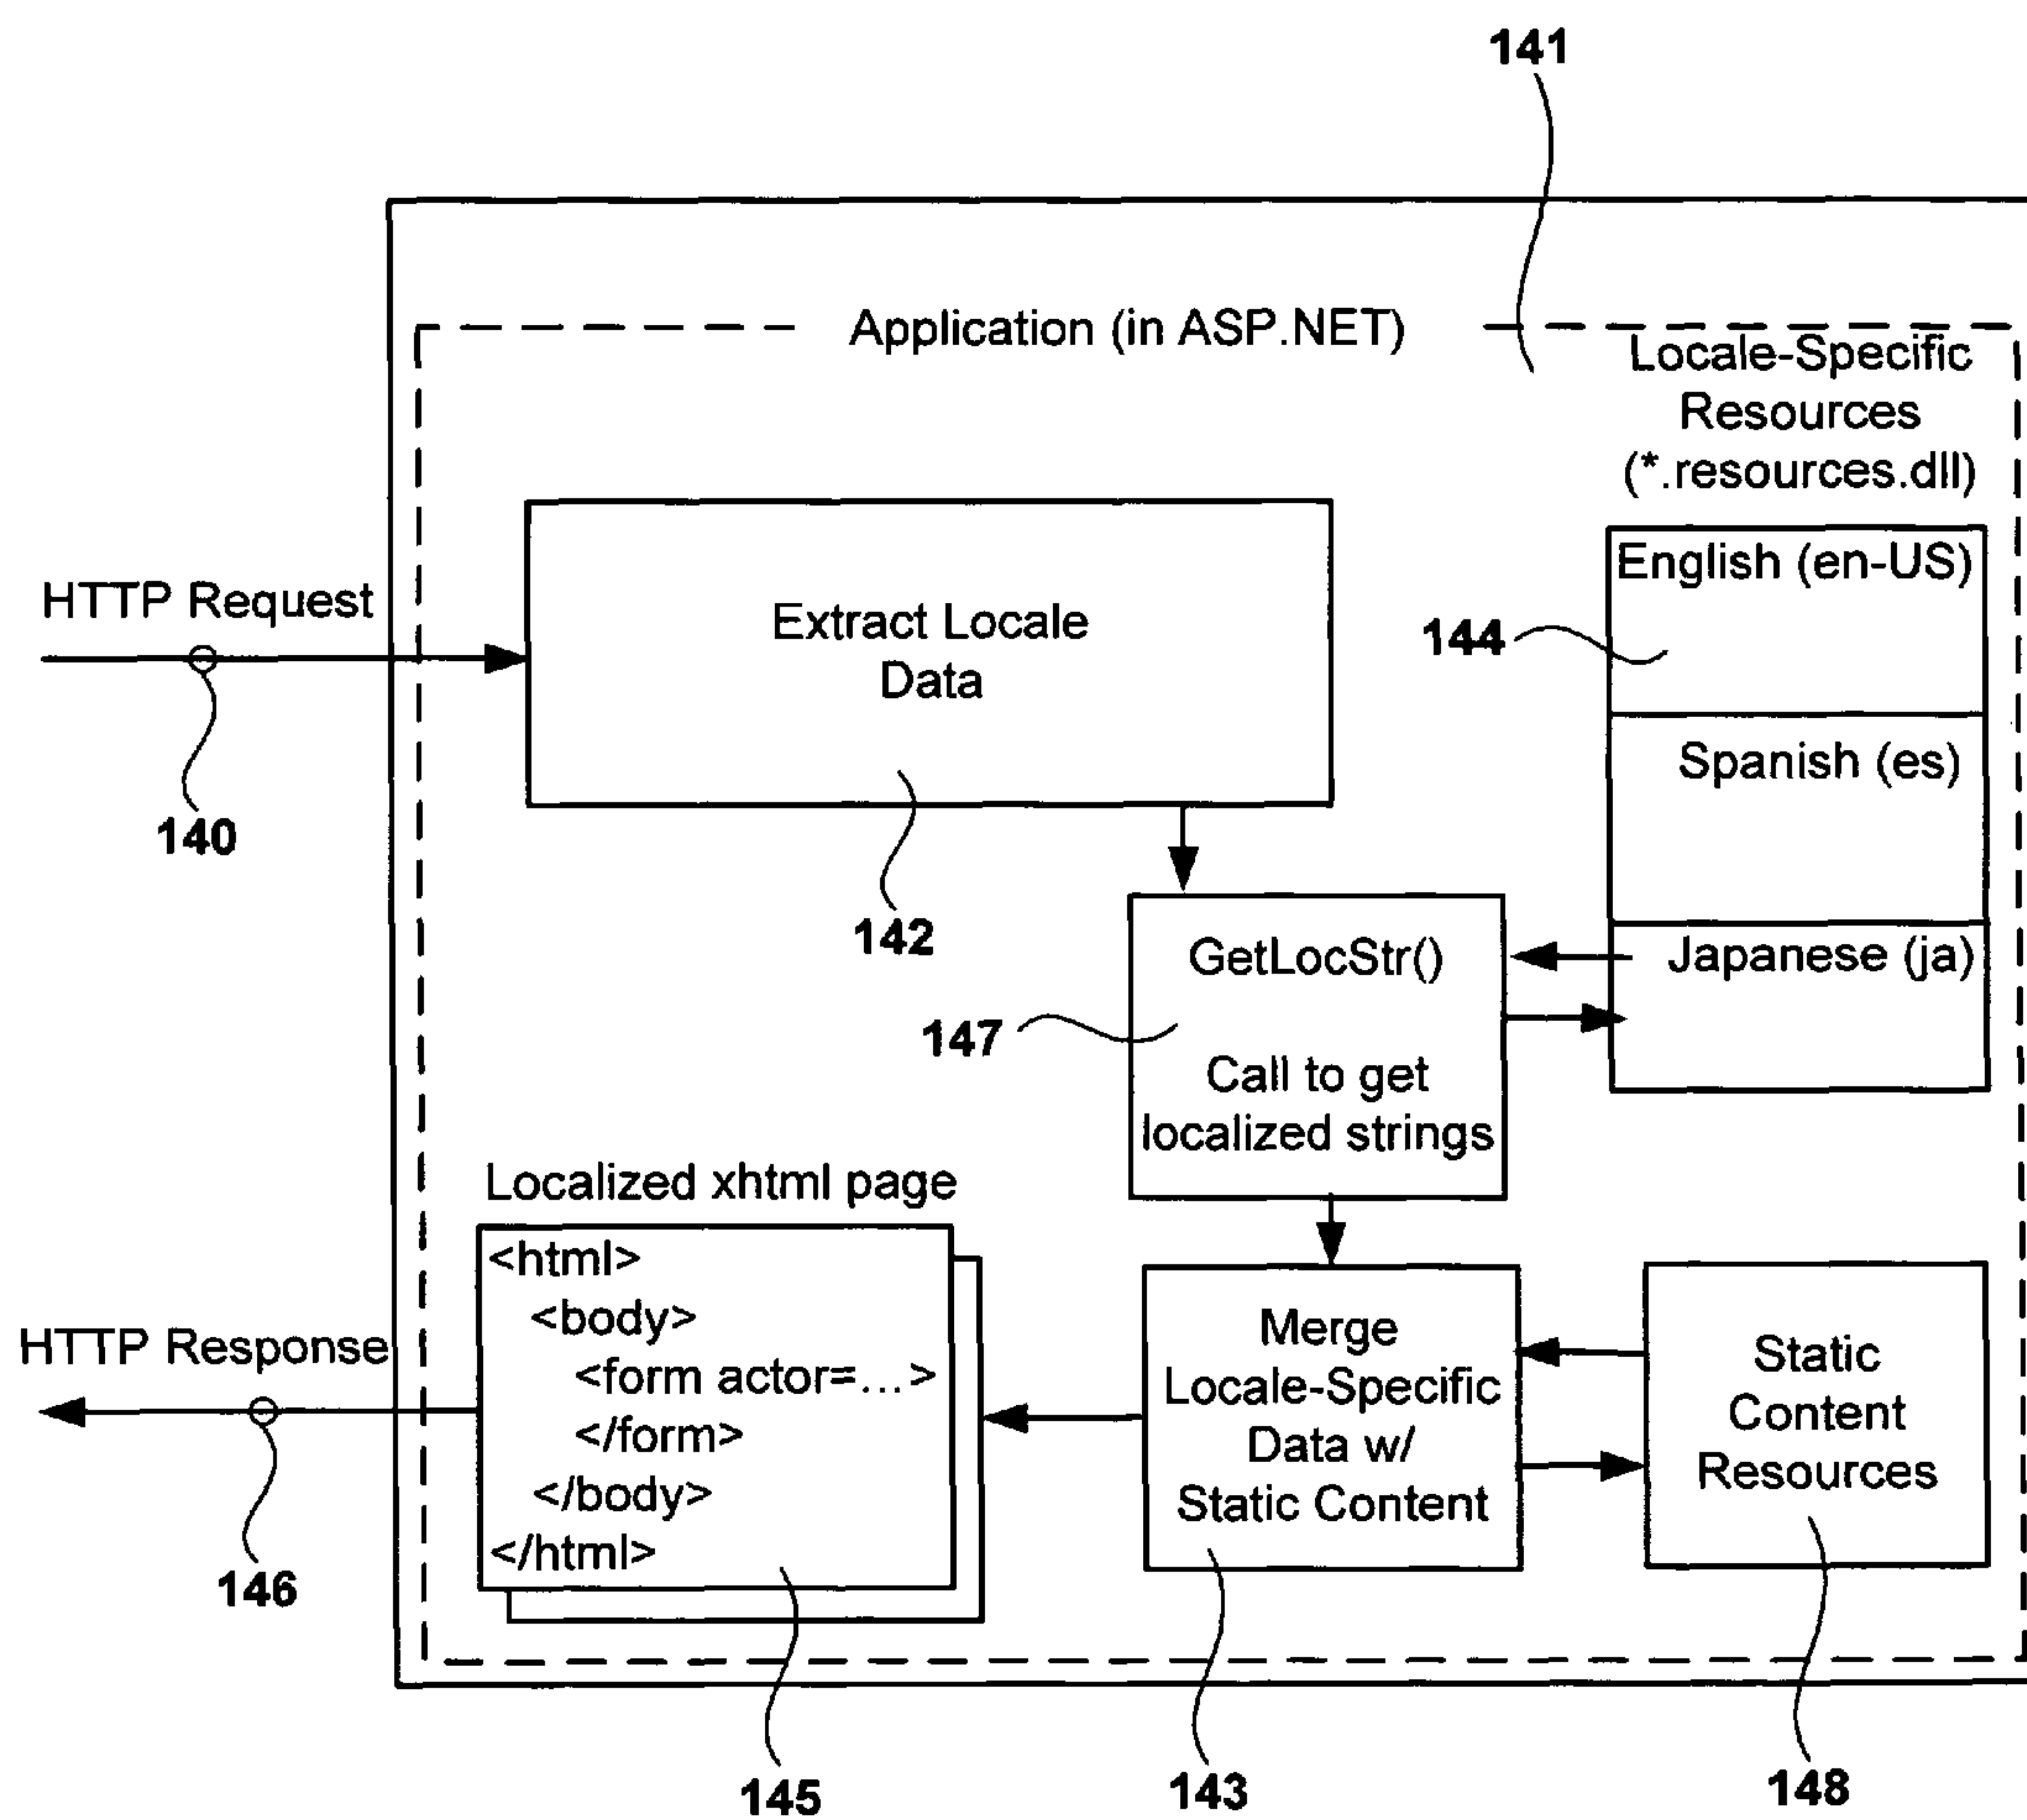 141
Application (in ASP.NET)
Locale-Specific
Resources
(*.resources.dll)
HTTP Request
140
Extract Locale
Data
142
English (en-US)
144
Spanish (es)
Japanese (ja)
GetLocStr()
147
Call to get
localized strings
Localized xhtml page
<html>
<body>
<form actor=...>
</form>
</body>
</html>
HTTP Response
146
145
Merge
Locale-Specific
Data w/
Static Content
143
Static
Content
Resources
148